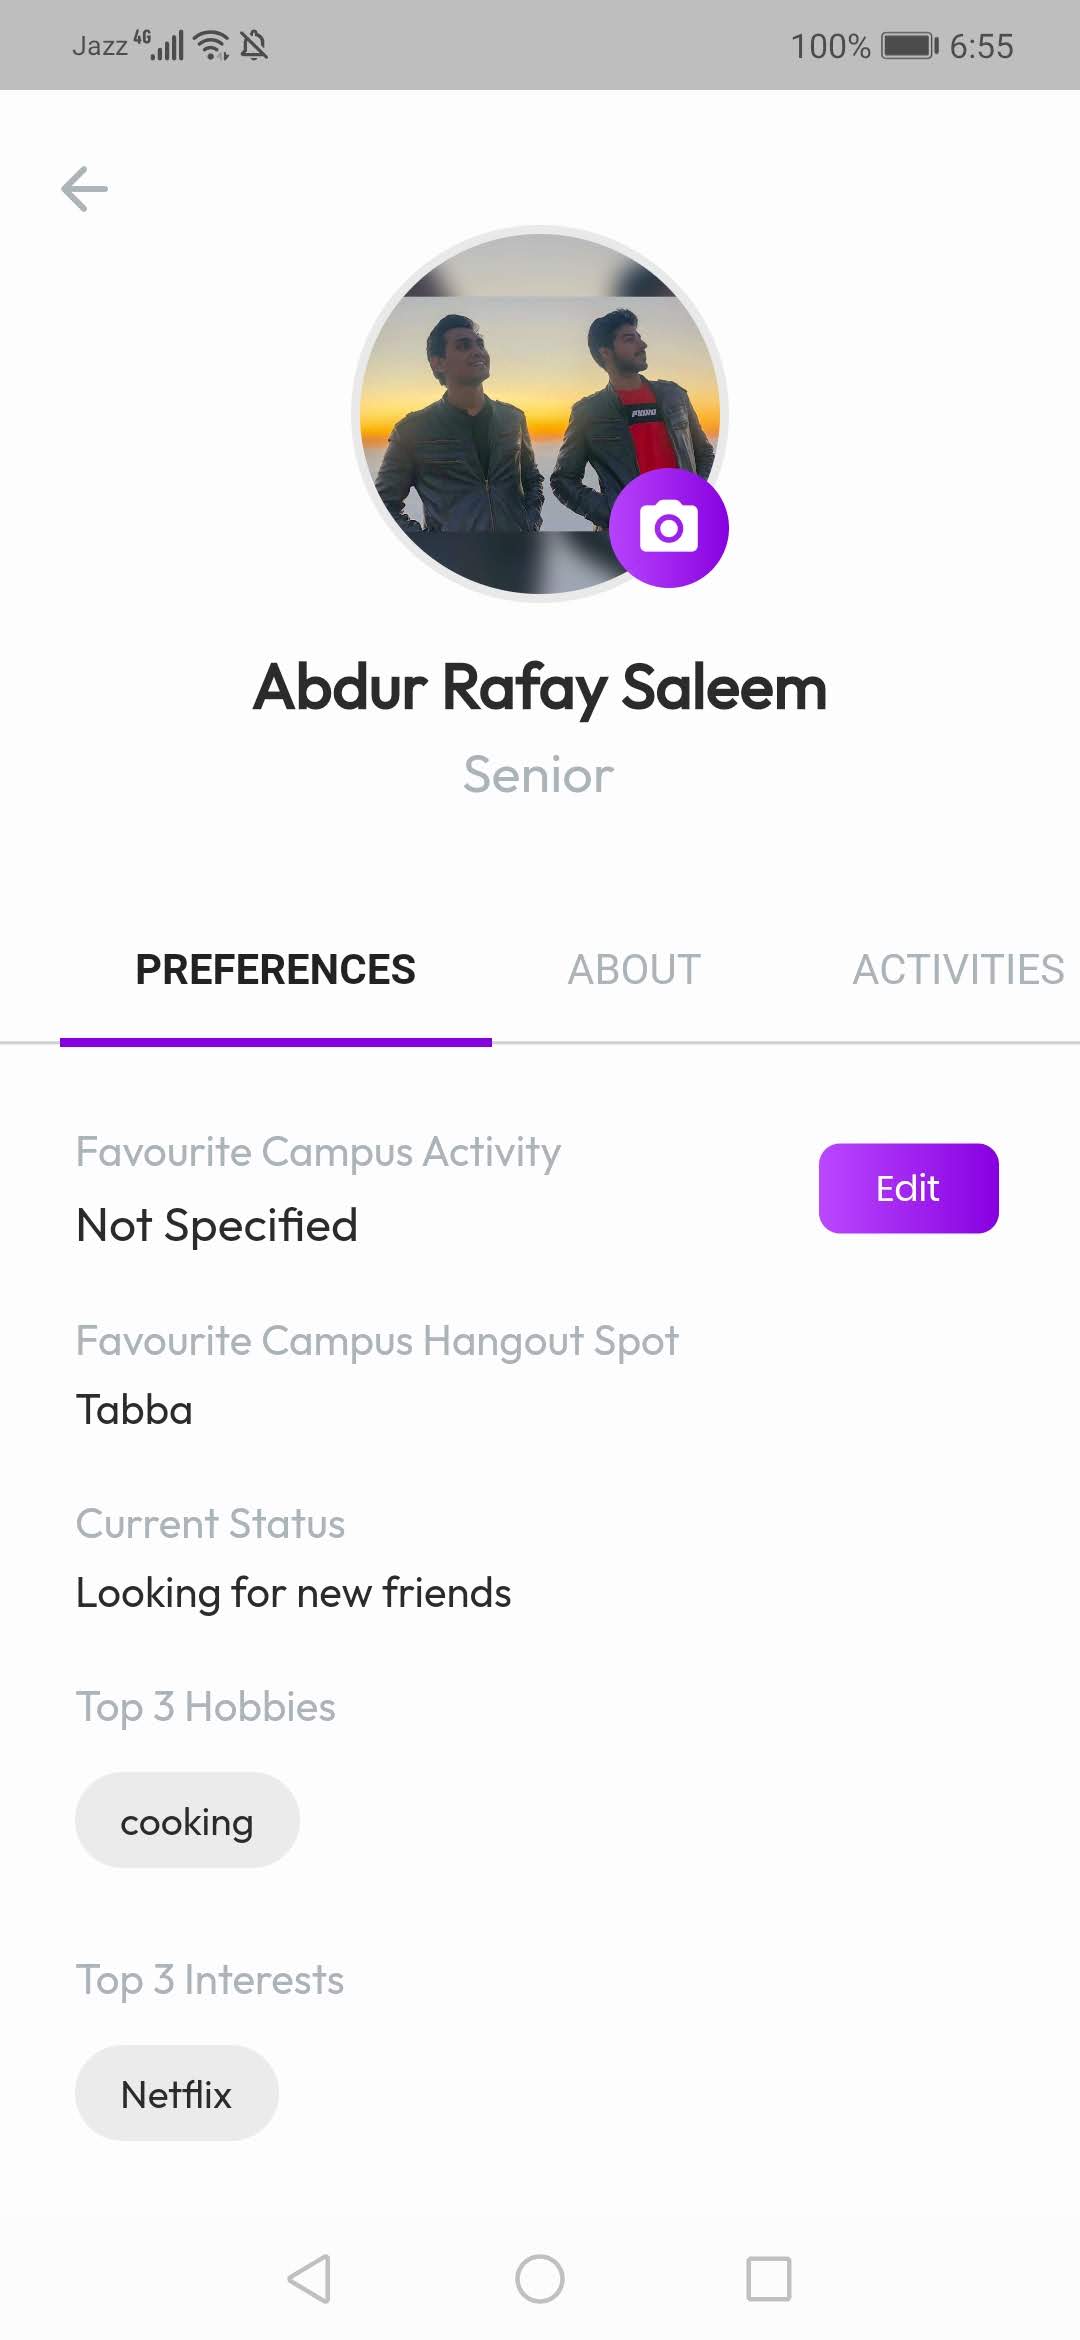 Jazz 4G 100% 6:55
Abdur Rafay Saleem
Senior
PREFERENCES ABOUT ACTIVITIES
Favourite Campus Activity
Not Specified
Edit
Favourite Campus Hangout Spot
Tabba
Current Status
Looking for new friends
Top 3 Hobbies
cooking
Top 3 Interests
Netflix